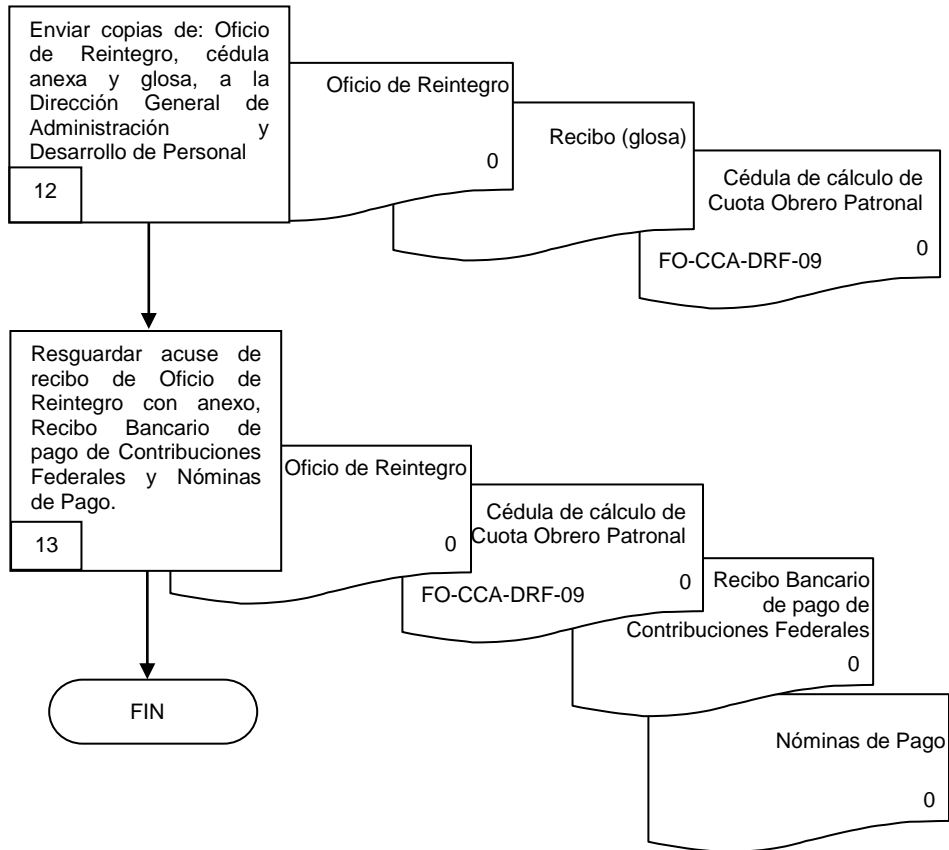 Enviar copias de: Oficio
de Reintegro, cédula
anexa y glosa, a la
Dirección General de
Administración y
Desarrollo de Personal
12
Oficio de Reintegro
0
Recibo (glosa)
Cédula de cálculo de
Cuota Obrero Patronal
FO-CCA-DRF-09
0
Resguardar acuse de
recibo de Oficio de
Reintegro con anexo,
Recibo Bancario de
pago de Contribuciones
Federales y Nóminas
de Pago.
13
Oficio de Reintegro
0
Cédula de cálculo de
Cuota Obrero Patronal
FO-CCA-DRF-09
0
Recibo Bancario
de pago de
Contribuciones Federales
0
Nóminas de Pago
0
FIN